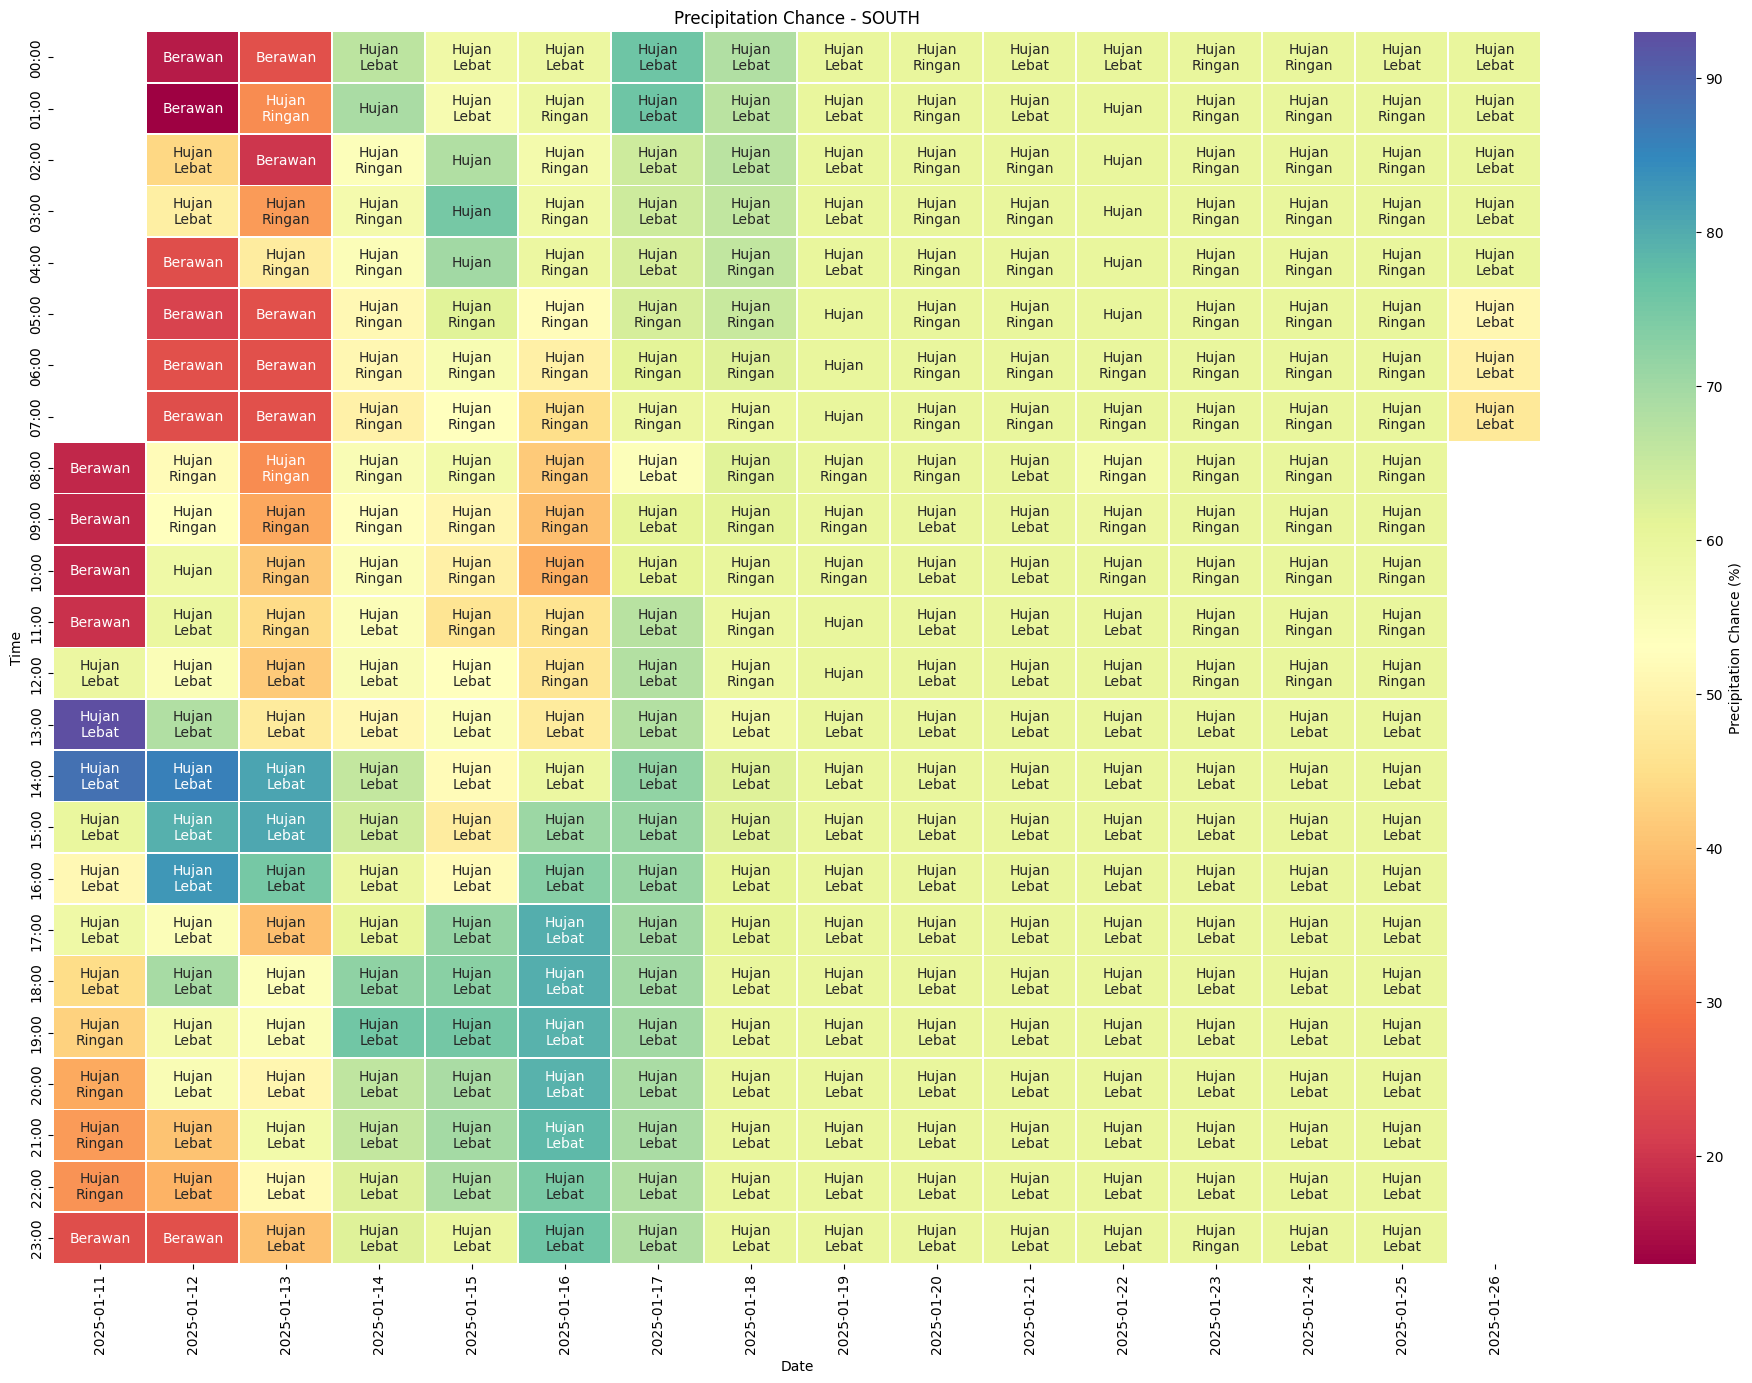 Precipitation Chance - SOUTH
00:00 Berawan Berawan Hujan Lebat Hujan Lebat Hujan Lebat Hujan Lebat Hujan Lebat Hujan Lebat Hujan Ringan Hujan Lebat Hujan Lebat Hujan Ringan Hujan Ringan Hujan Lebat Hujan Lebat
01:00 Berawan Hujan Ringan Hujan Hujan Lebat Hujan Ringan Hujan Lebat Hujan Lebat Hujan Lebat Hujan Ringan Hujan Lebat Hujan Hujan Ringan Hujan Ringan Hujan Ringan Hujan Lebat
02:00 Hujan Lebat Berawan Hujan Ringan Hujan Hujan Ringan Hujan Lebat Hujan Lebat Hujan Lebat Hujan Ringan Hujan Ringan Hujan Hujan Ringan Hujan Ringan Hujan Ringan Hujan Lebat
03:00 Hujan Lebat Hujan Ringan Hujan Ringan Hujan Hujan Ringan Hujan Lebat Hujan Lebat Hujan Lebat Hujan Ringan Hujan Ringan Hujan Hujan Ringan Hujan Ringan Hujan Ringan Hujan Lebat
04:00 Berawan Hujan Ringan Hujan Ringan Hujan Hujan Ringan Hujan Lebat Hujan Ringan Hujan Lebat Hujan Ringan Hujan Ringan Hujan Hujan Ringan Hujan Ringan Hujan Ringan Hujan Lebat
05:00 Berawan Berawan Hujan Ringan Hujan Ringan Hujan Ringan Hujan Ringan Hujan Ringan Hujan Hujan Ringan Hujan Ringan Hujan Hujan Ringan Hujan Ringan Hujan Ringan Hujan Lebat
06:00 Berawan Berawan Hujan Ringan Hujan Ringan Hujan Ringan Hujan Ringan Hujan Ringan Hujan Hujan Ringan Hujan Ringan Hujan Ringan Hujan Ringan Hujan Ringan Hujan Ringan Hujan Lebat
07:00 Berawan Berawan Hujan Ringan Hujan Ringan Hujan Ringan Hujan Ringan Hujan Ringan Hujan Hujan Ringan Hujan Ringan Hujan Ringan Hujan Ringan Hujan Ringan Hujan Ringan Hujan Lebat
08:00 Berawan Hujan Ringan Hujan Ringan Hujan Ringan Hujan Ringan Hujan Ringan Hujan Lebat Hujan Ringan Hujan Ringan Hujan Ringan Hujan Lebat Hujan Ringan Hujan Ringan Hujan Ringan Hujan Ringan
09:00 Berawan Hujan Ringan Hujan Ringan Hujan Ringan Hujan Ringan Hujan Ringan Hujan Lebat Hujan Ringan Hujan Ringan Hujan Lebat Hujan Lebat Hujan Ringan Hujan Ringan Hujan Ringan Hujan Ringan
10:00 Berawan Hujan Hujan Ringan Hujan Ringan Hujan Ringan Hujan Ringan Hujan Lebat Hujan Ringan Hujan Ringan Hujan Lebat Hujan Lebat Hujan Ringan Hujan Ringan Hujan Ringan Hujan Ringan
11:00 Berawan Hujan Lebat Hujan Ringan Hujan Lebat Hujan Ringan Hujan Ringan Hujan Lebat Hujan Ringan Hujan Hujan Lebat Hujan Lebat Hujan Lebat Hujan Ringan Hujan Ringan Hujan Ringan
12:00 Hujan Lebat Hujan Lebat Hujan Lebat Hujan Lebat Hujan Lebat Hujan Ringan Hujan Lebat Hujan Ringan Hujan Hujan Lebat Hujan Lebat Hujan Lebat Hujan Ringan Hujan Ringan Hujan Ringan
13:00 Hujan Lebat Hujan Lebat Hujan Lebat Hujan Lebat Hujan Lebat Hujan Lebat Hujan Lebat Hujan Lebat Hujan Lebat Hujan Lebat Hujan Lebat Hujan Lebat Hujan Lebat Hujan Lebat Hujan Lebat
14:00 Hujan Lebat Hujan Lebat Hujan Lebat Hujan Lebat Hujan Lebat Hujan Lebat Hujan Lebat Hujan Lebat Hujan Lebat Hujan Lebat Hujan Lebat Hujan Lebat Hujan Lebat Hujan Lebat Hujan Lebat
15:00 Hujan Lebat Hujan Lebat Hujan Lebat Hujan Lebat Hujan Lebat Hujan Lebat Hujan Lebat Hujan Lebat Hujan Lebat Hujan Lebat Hujan Lebat Hujan Lebat Hujan Lebat Hujan Lebat Hujan Lebat
16:00 Hujan Lebat Hujan Lebat Hujan Lebat Hujan Lebat Hujan Lebat Hujan Lebat Hujan Lebat Hujan Lebat Hujan Lebat Hujan Lebat Hujan Lebat Hujan Lebat Hujan Lebat Hujan Lebat Hujan Lebat
17:00 Hujan Lebat Hujan Lebat Hujan Lebat Hujan Lebat Hujan Lebat Hujan Lebat Hujan Lebat Hujan Lebat Hujan Lebat Hujan Lebat Hujan Lebat Hujan Lebat Hujan Lebat Hujan Lebat Hujan Lebat
18:00 Hujan Lebat Hujan Lebat Hujan Lebat Hujan Lebat Hujan Lebat Hujan Lebat Hujan Lebat Hujan Lebat Hujan Lebat Hujan Lebat Hujan Lebat Hujan Lebat Hujan Lebat Hujan Lebat Hujan Lebat
19:00 Hujan Ringan Hujan Lebat Hujan Lebat Hujan Lebat Hujan Lebat Hujan Lebat Hujan Lebat Hujan Lebat Hujan Lebat Hujan Lebat Hujan Lebat Hujan Lebat Hujan Lebat Hujan Lebat Hujan Lebat
20:00 Hujan Ringan Hujan Lebat Hujan Lebat Hujan Lebat Hujan Lebat Hujan Lebat Hujan Lebat Hujan Lebat Hujan Lebat Hujan Lebat Hujan Lebat Hujan Lebat Hujan Lebat Hujan Lebat Hujan Lebat
21:00 Hujan Ringan Hujan Lebat Hujan Lebat Hujan Lebat Hujan Lebat Hujan Lebat Hujan Lebat Hujan Lebat Hujan Lebat Hujan Lebat Hujan Lebat Hujan Lebat Hujan Lebat Hujan Lebat Hujan Lebat
22:00 Hujan Ringan Hujan Lebat Hujan Lebat Hujan Lebat Hujan Lebat Hujan Lebat Hujan Lebat Hujan Lebat Hujan Lebat Hujan Lebat Hujan Lebat Hujan Lebat Hujan Lebat Hujan Lebat Hujan Lebat
23:00 Berawan Berawan Hujan Lebat Hujan Lebat Hujan Lebat Hujan Lebat Hujan Lebat Hujan Lebat Hujan Lebat Hujan Lebat Hujan Lebat Hujan Lebat Hujan Ringan Hujan Lebat Hujan Lebat
Time
2025-01-11 2025-01-12 2025-01-13 2025-01-14 2025-01-15 2025-01-16 2025-01-17 2025-01-18 2025-01-19 2025-01-20 2025-01-21 2025-01-22 2025-01-23 2025-01-24 2025-01-25 2025-01-26
Date
90
80
70
60
50
40
30
20
Precipitation Chance (%)